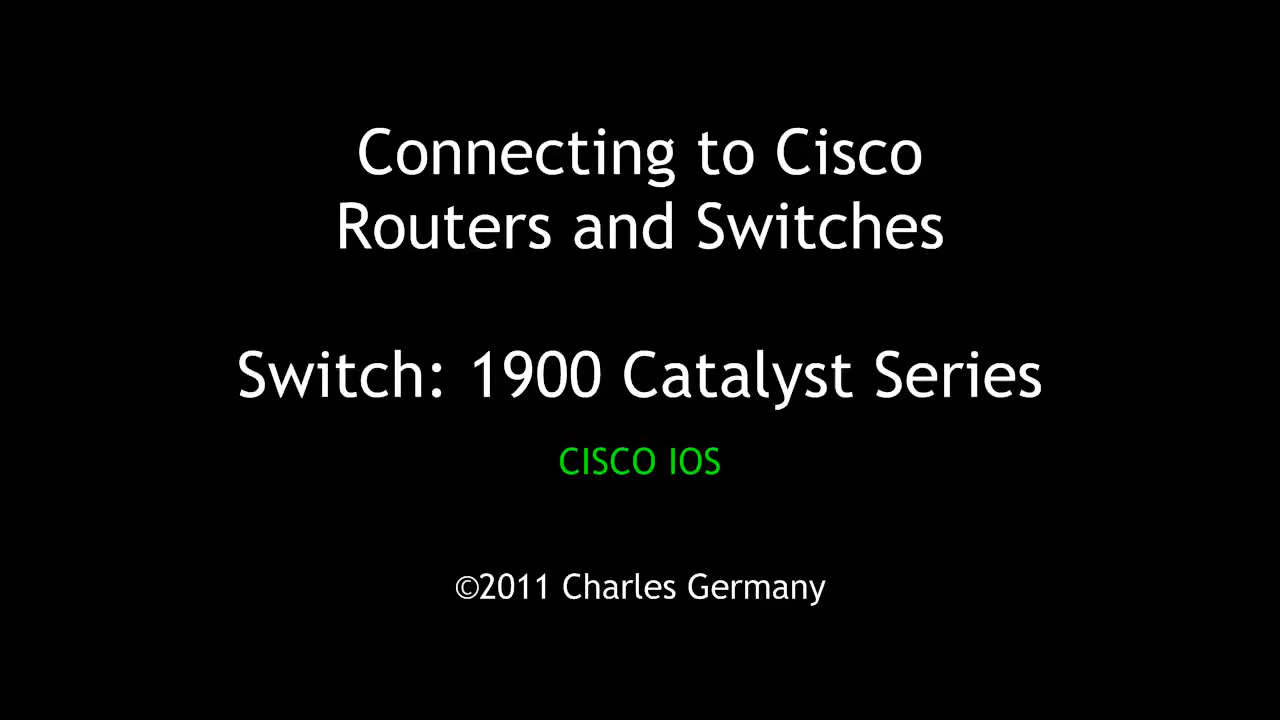 Connecting to Cisco
Routers and Switches
Switch: 1900 Catalyst Series
CISCO IOS
©2011 Charles Germany